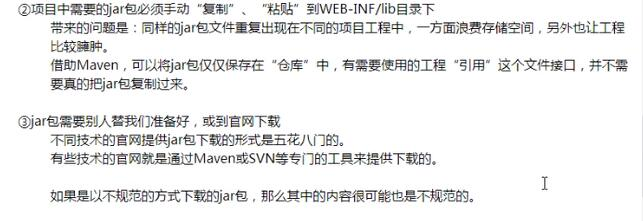 ②项目中需要的jar包必须手动“复制”、“粘贴”到WEB-INF/lib目录下
带来的问题是：同样的jar包文件重复出现在不同的项目工程中，一方面浪费存储空间，另外也让工程
比较臃肿。
借助Maven，可以将jar包仅仅保存在“仓库”中，有需要使用的工程“引用”这个文件接口，并不需
要真的把jar包复制过来。
③jar包需要别人替我们准备好，或到官网下载
不同技术的官网提供jar包下载的形式是五花八门的。
有些技术的官网就是通过Maven或SVN等专门的工具来提供下载的。
如果是以不规范的方式下载的jar包，那么其中的内容很可能也是不规范的。